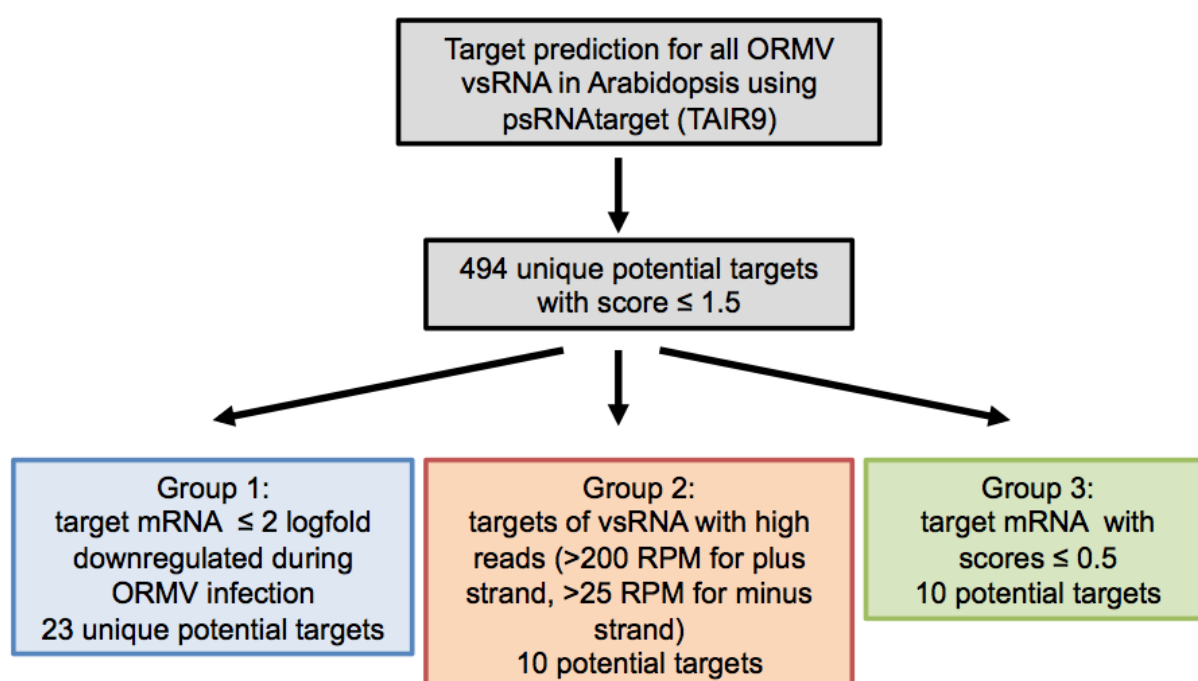 Target prediction for all ORMV
vsRNA in Arabidopsis using
psRNAtarget (TAIR9)
494 unique potential targets
with score ≤ 1.5
Group 1:
target mRNA ≤ 2 logfold
downregulated during
ORMV infection
23 unique potential targets
Group 2:
targets of vsRNA with high
reads (>200 RPM for plus
strand, >25 RPM for minus
strand)
10 potential targets
Group 3:
target mRNA with
scores ≤ 0.5
10 potential targets